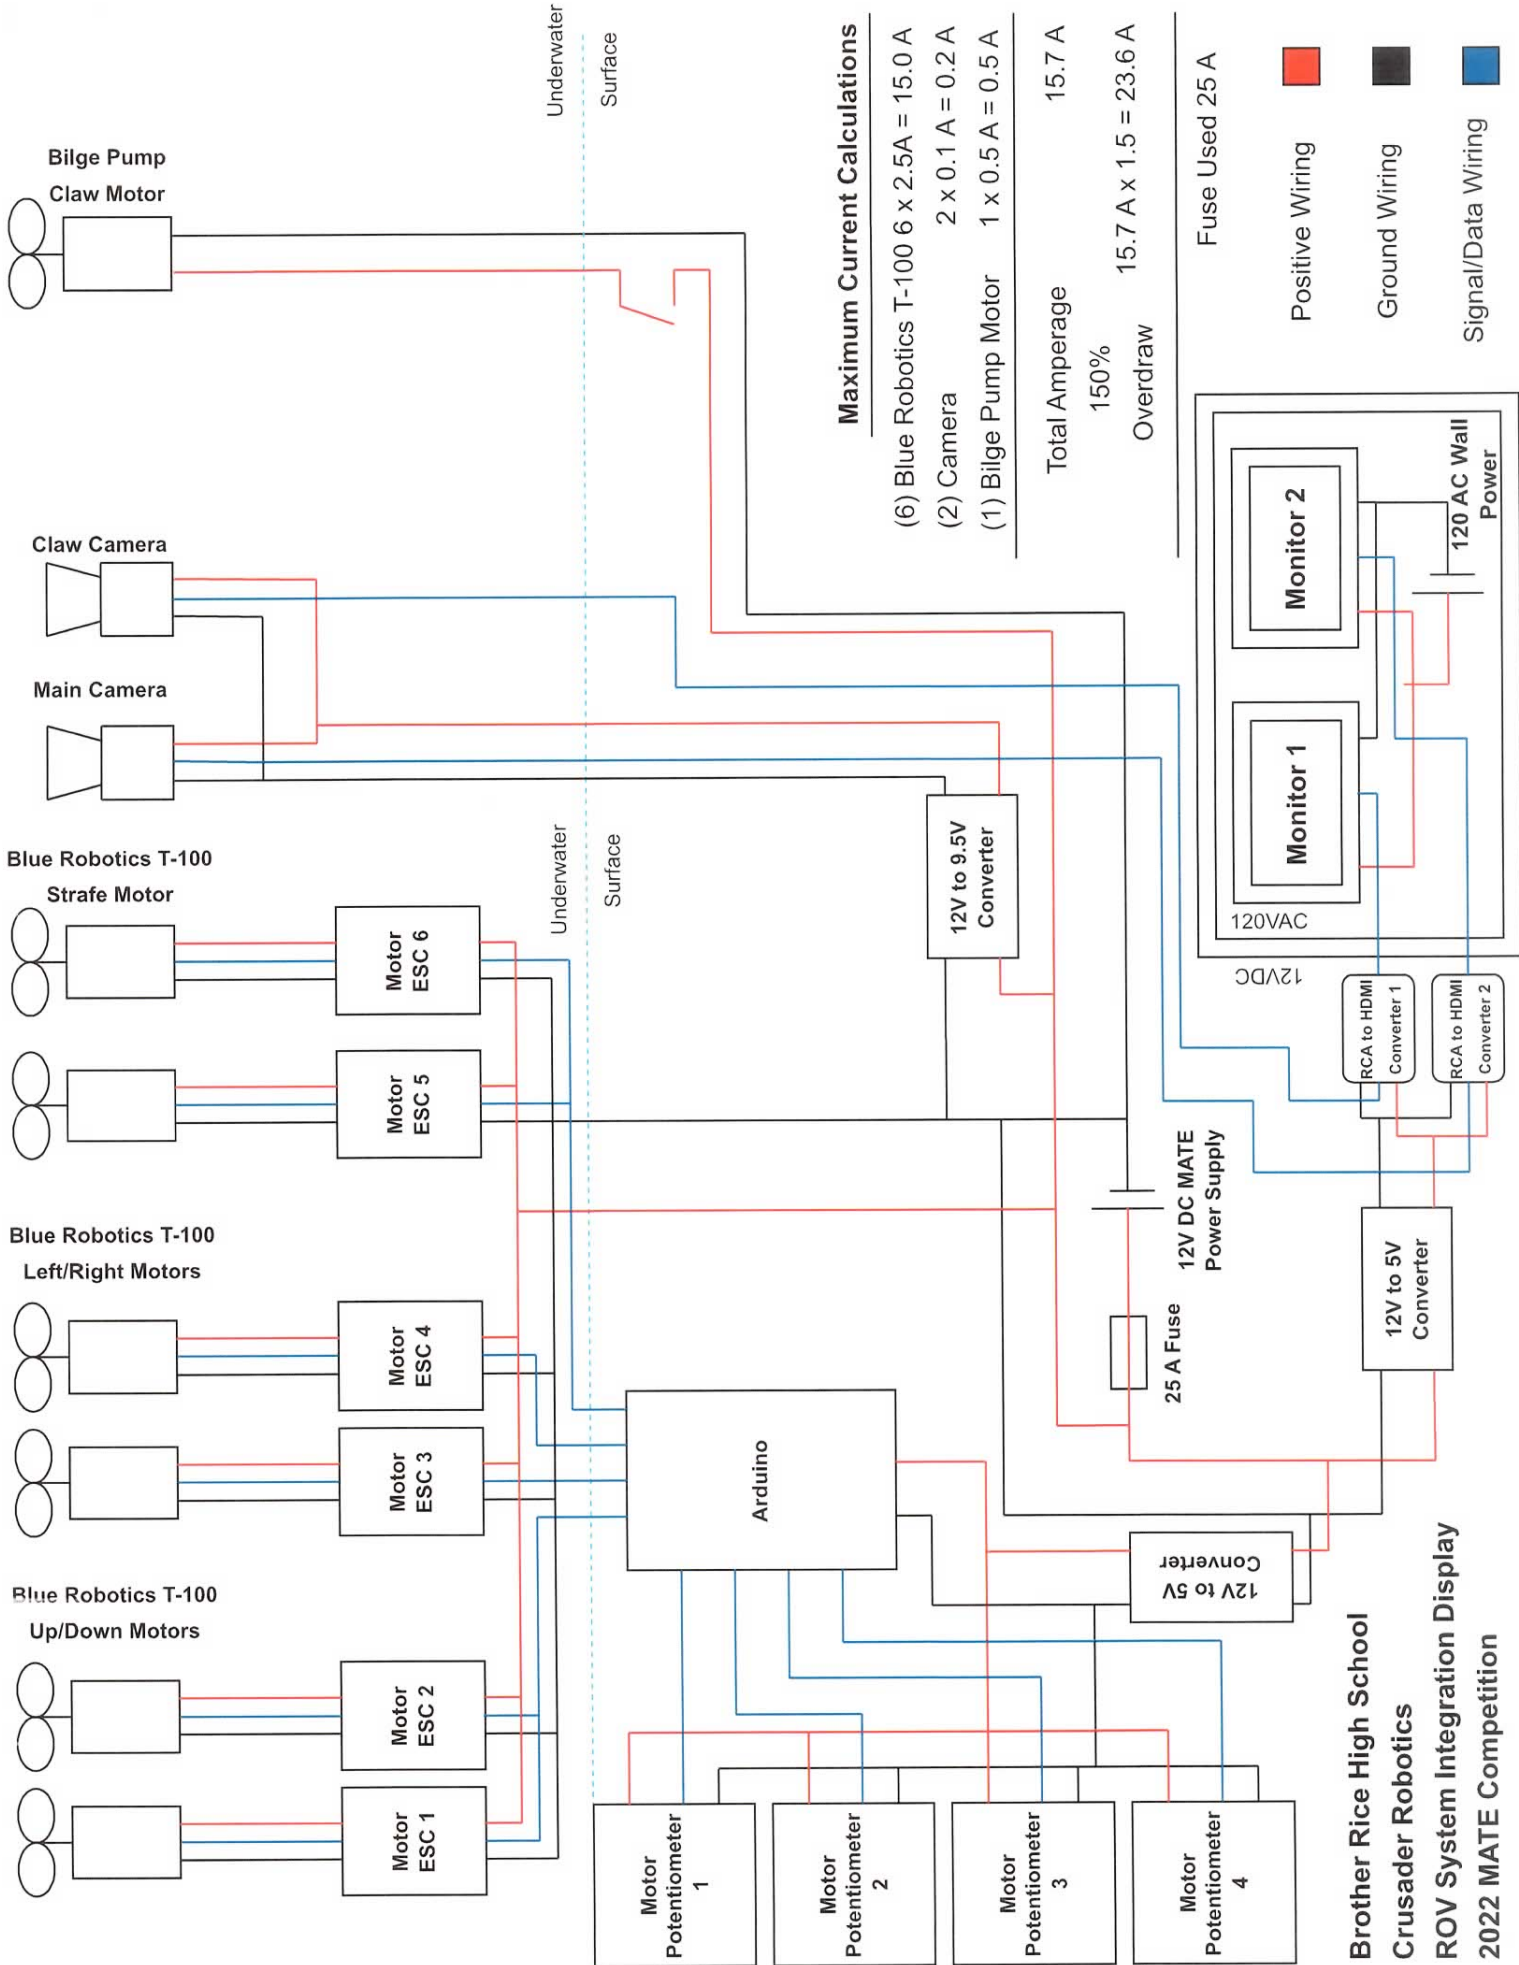 Bilge Pump
Claw Motor
Claw Camera
Main Camera
Blue Robotics T-100
Strafe Motor
Blue Robotics T-100
Left/Right Motors
Blue Robotics T-100
Up/Down Motors
Motor
ESC 6
Motor
ESC 5
Motor
ESC 4
Motor
ESC 3
Motor
ESC 2
Motor
ESC 1
Underwater
Surface
Underwater
Surface
Maximum Current Calculations
(6) Blue Robotics T-100 6 x 2.5A = 15.0 A
(2) Camera 2 x 0.1 A = 0.2 A
(1) Bilge Pump Motor 1 x 0.5 A = 0.5 A
Total Amperage 15.7 A
150%
Overdraw 15.7 A x 1.5 = 23.6 A
Fuse Used 25 A
Positive Wiring
Ground Wiring
Signal/Data Wiring
12V to 9.5V
Converter
Monitor 1
Monitor 2
120 AC Wall
Power
120VAC
12VDC
RCA to HDMI
Converter 1
RCA to HDMI
Converter 2
12V DC MATE
Power Supply
25 A Fuse
12V to 5V
Converter
Arduino
12V to 5V
Converter
Motor
Potentiometer
1
Motor
Potentiometer
2
Motor
Potentiometer
3
Motor
Potentiometer
4
Brother Rice High School
Crusader Robotics
ROV System Integration Display
2022 MATE Competition